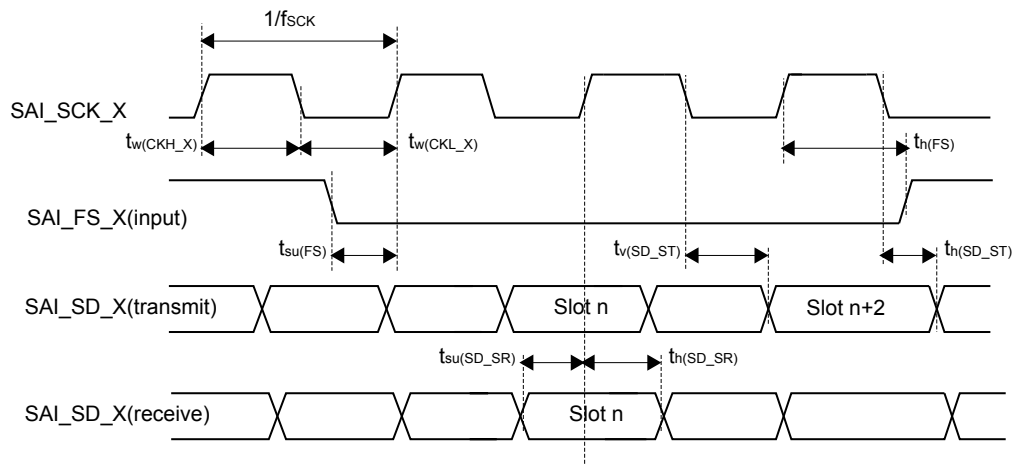 1/fSCK
SAI_SCK_X
tw(CKH_X)
tw(CKL_X)
th(FS)
SAI_FS_X(input)
tsu(FS)
tv(SD_ST)
th(SD_ST)
SAI_SD_X(transmit)
Slot n
Slot n+2
tsu(SD_SR)
th(SD_SR)
SAI_SD_X(receive)
Slot n